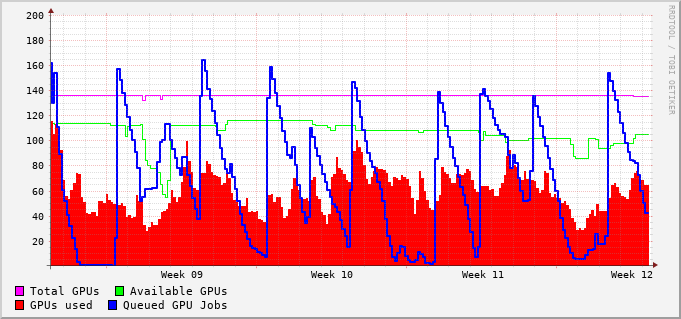 200
180
160
140
120
100
80
60
40
20
Week 09 Week 10 Week 11 Week 12
Total GPUs Available GPUs
GPUs used Queued GPU Jobs
RRDTOOL / TOBI OETIKER